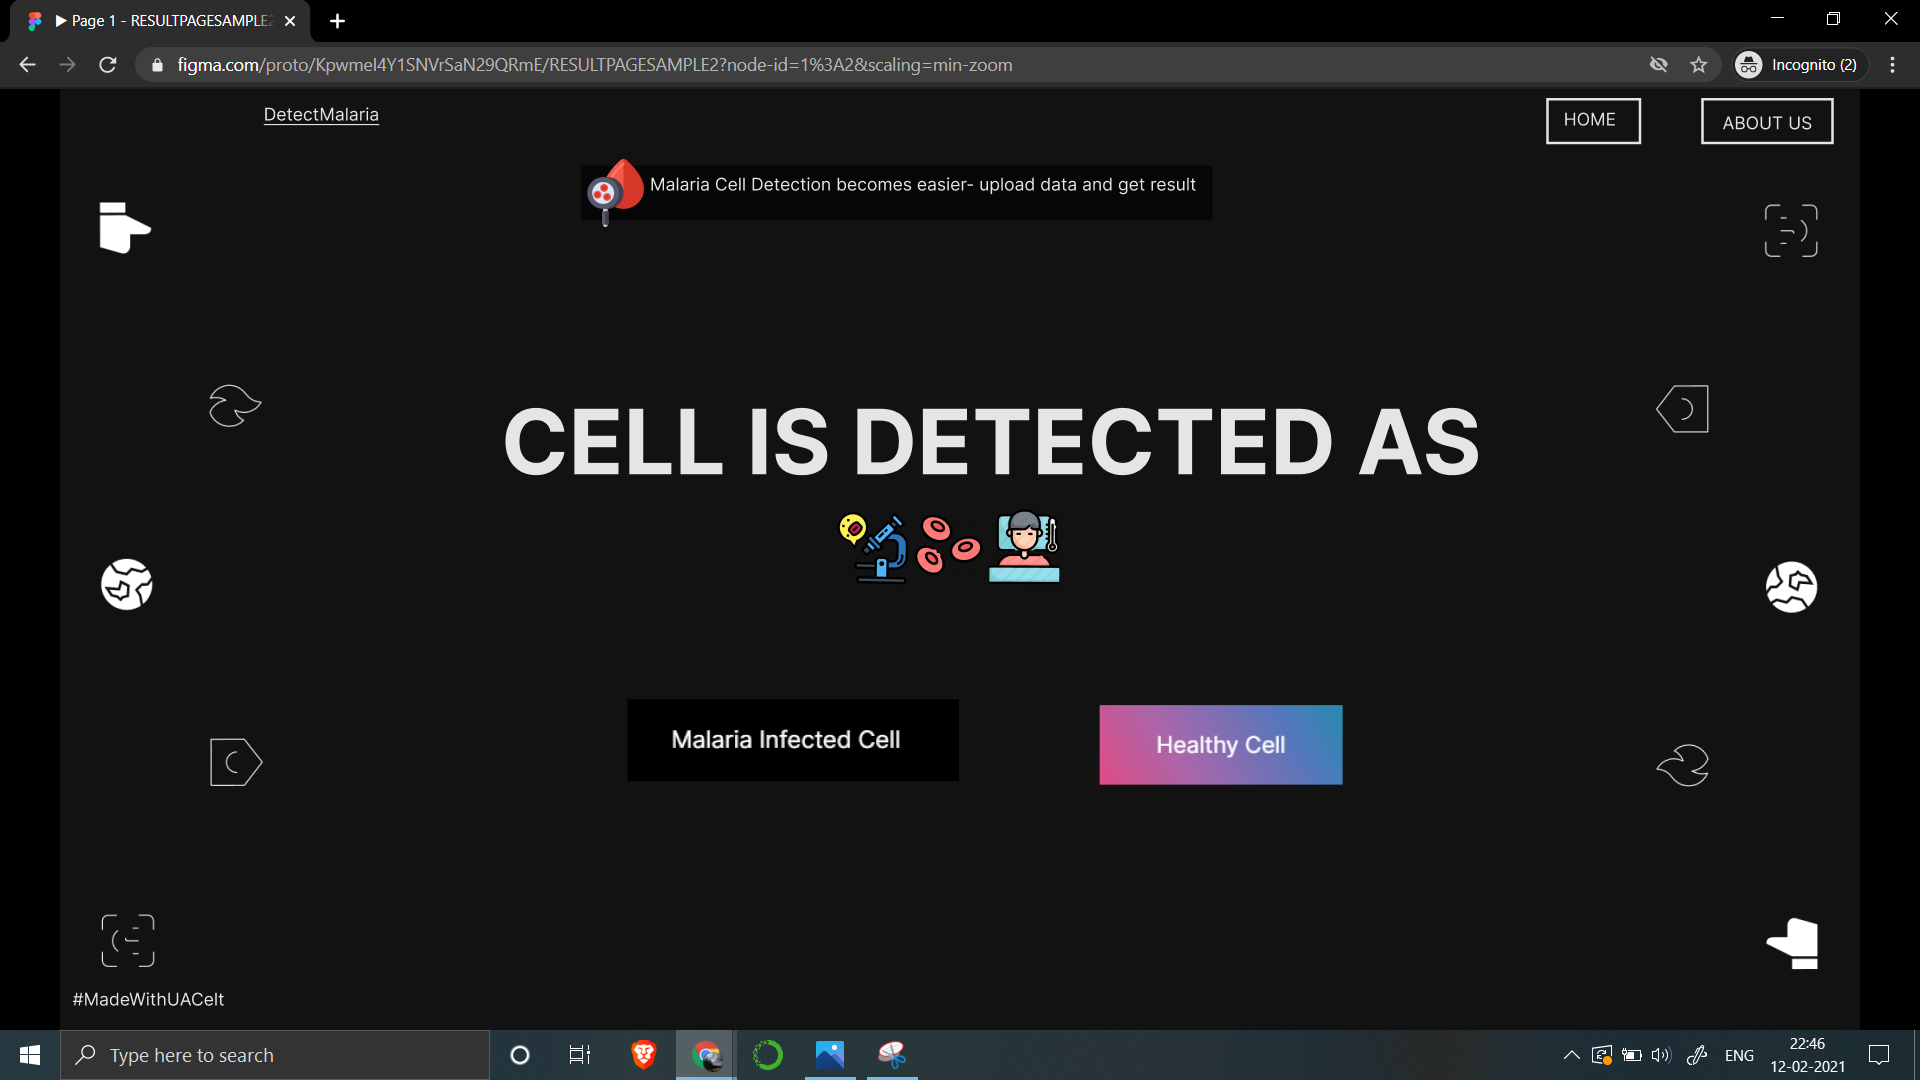 Page 1 - RESULTPAGESAMPLE2
figma.com/proto/Kpwmel4Y1SNVrSaN29QRmE/RESULTPAGESAMPLE2?node-id=1%3A2&scaling=min-zoom
Incognito (2)
DetectMalaria
HOME
ABOUT US
Malaria Cell Detection becomes easier- upload data and get result
CELL IS DETECTED AS
Malaria Infected Cell
Healthy Cell
#MadeWithUACelt
Type here to search
ENG
22:46
12-02-2021